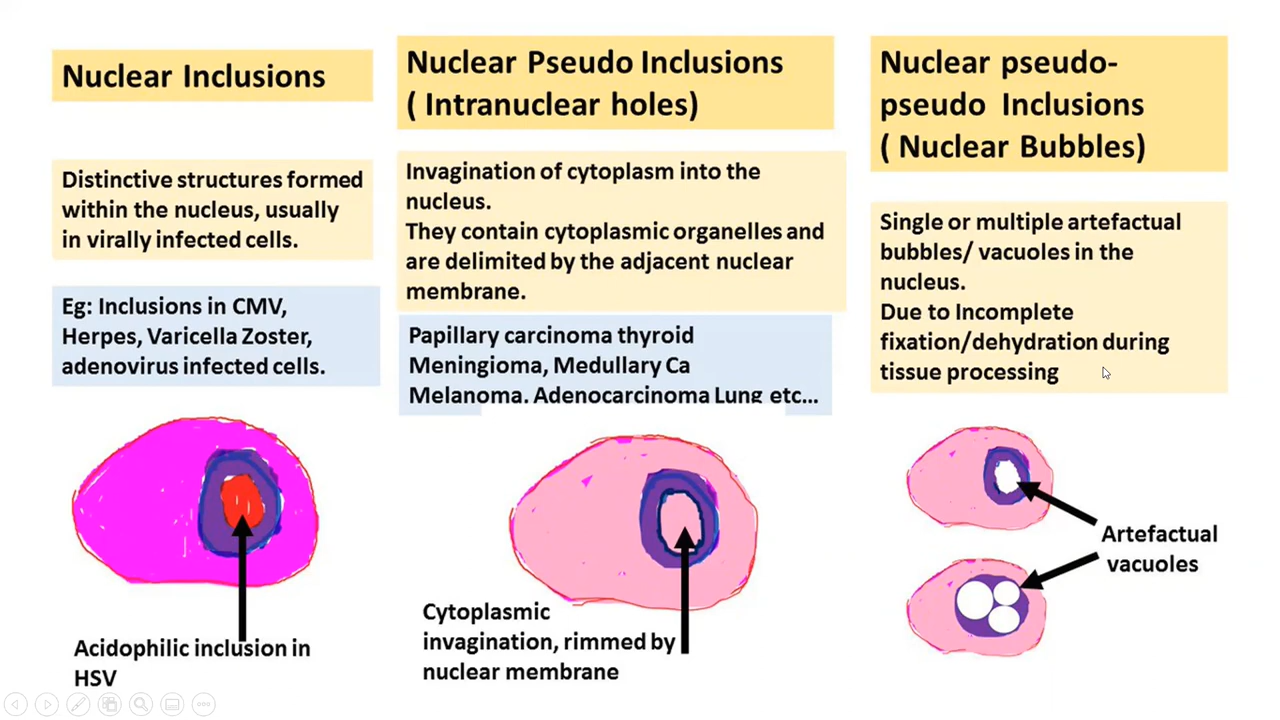 Nuclear Inclusions
Distinctive structures formed
within the nucleus, usually
in virally infected cells.
Eg: Inclusions in CMV,
Herpes, Varicella Zoster,
adenovirus infected cells.
Acidophilic inclusion in
HSV
Nuclear Pseudo Inclusions
( Intranuclear holes)
Invagination of cytoplasm into the
nucleus.
They contain cytoplasmic organelles and
are delimited by the adjacent nuclear
membrane.
Papillary carcinoma thyroid
Meningioma, Medullary Ca
Melanoma. Adenocarcinoma Lung etc...
Cytoplasmic
invagination, rimmed by
nuclear membrane
Nuclear pseudo-
pseudo Inclusions
( Nuclear Bubbles)
Single or multiple artefactual
bubbles/ vacuoles in the
nucleus.
Due to Incomplete
fixation/dehydration during
tissue processing
Artefactual
vacuoles